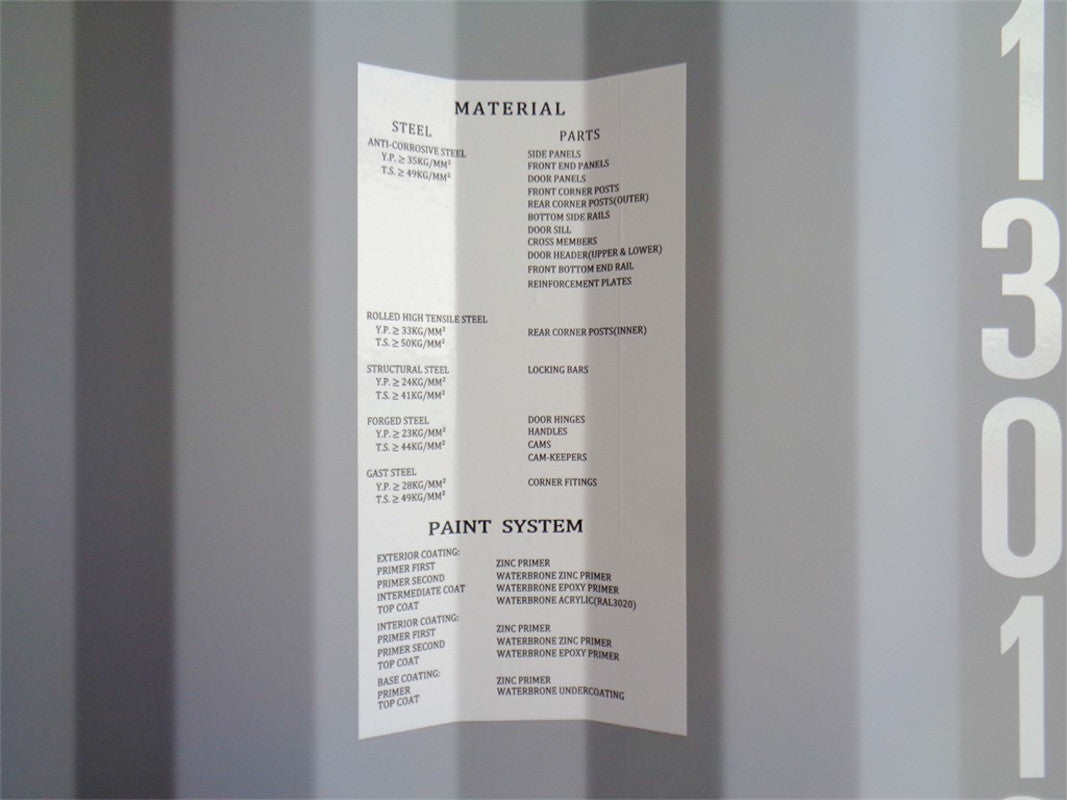 MATERIAL
STEEL PARTS
ANTI-CORROSIVE STEEL SIDE PANELS
Y.P. ≥ 35KG/MM² FRONT END PANELS
T.S. ≥ 49KG/MM² DOOR PANELS
FRONT CORNER POSTS
REAR CORNER POSTS(OUTER)
BOTTOM SIDE RAILS
DOOR SILL
CROSS MEMBERS
DOOR HEADER(UPPER & LOWER)
FRONT BOTTOM END RAIL
REINFORCEMENT PLATES
ROLLED HIGH TENSILE STEEL
Y.P. ≥ 33KG/MM² REAR CORNER POSTS(INNER)
T.S. ≥ 50KG/MM²
STRUCTURAL STEEL LOCKING BARS
Y.P. ≥ 24KG/MM²
T.S. ≥ 41KG/MM²
FORGED STEEL DOOR HINGES
Y.P. ≥ 23KG/MM² HANDLES
T.S. ≥ 44KG/MM² CAMS
CAM-KEEPERS
GAST STEEL
Y.P. ≥ 28KG/MM² CORNER FITINGS
T.S. ≥ 49KG/MM²
PAINT SYSTEM
EXTERIOR COATING:
PRIMER FIRST ZINC PRIMER
PRIMER SECOND WATERBRONE ZINC PRIMER
INTERMEDIATE COAT WATERBRONE EPOXY PRIMER
TOP COAT WATERBRONE ACRYLIC(RAL3020)
INTERIOR COATING:
PRIMER FIRST ZINC PRIMER
PRIMER SECOND WATERBRONE ZINC PRIMER
TOP COAT WATERBRONE EPOXY PRIMER
BASE COATING:
PRIMER ZINC PRIMER
TOP COAT WATERBRONE UNDERCOATING
1
3
0
1